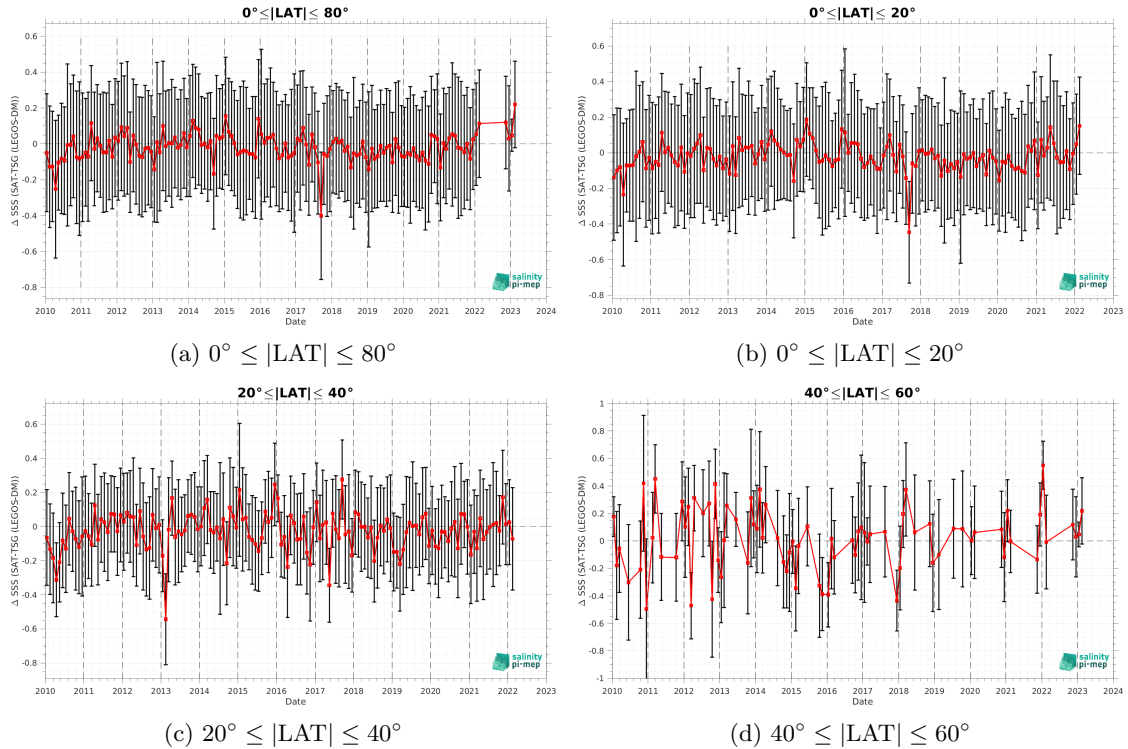 0°≤|LAT|≤ 80°
Δ SSS (SAT-TSG (LEGOS-DM))
0.6
0.4
0.2
0
-0.2
-0.4
-0.6
-0.8
salinity
pi-mep
2010 2011 2012 2013 2014 2015 2016 2017 2018 2019 2020 2021 2022 2023 2024
Date
(a) 0° ≤ |LAT| ≤ 80°
0°≤|LAT|≤ 20°
Δ SSS (SAT-TSG (LEGOS-DM))
0.6
0.4
0.2
0
-0.2
-0.4
-0.6
-0.8
salinity
pi-mep
2010 2011 2012 2013 2014 2015 2016 2017 2018 2019 2020 2021 2022 2023
Date
(b) 0° ≤ |LAT| ≤ 20°
20°≤|LAT|≤ 40°
Δ SSS (SAT-TSG (LEGOS-DM))
0.6
0.4
0.2
0
-0.2
-0.4
-0.6
-0.8
salinity
pi-mep
2010 2011 2012 2013 2014 2015 2016 2017 2018 2019 2020 2021 2022 2023
Date
(c) 20° ≤ |LAT| ≤ 40°
40°≤|LAT|≤ 60°
Δ SSS (SAT-TSG (LEGOS-DM))
1
0.8
0.6
0.4
0.2
0
-0.2
-0.4
-0.6
-0.8
-1
salinity
pi-mep
2010 2011 2012 2013 2014 2015 2016 2017 2018 2019 2020 2021 2022 2023 2024
Date
(d) 40° ≤ |LAT| ≤ 60°